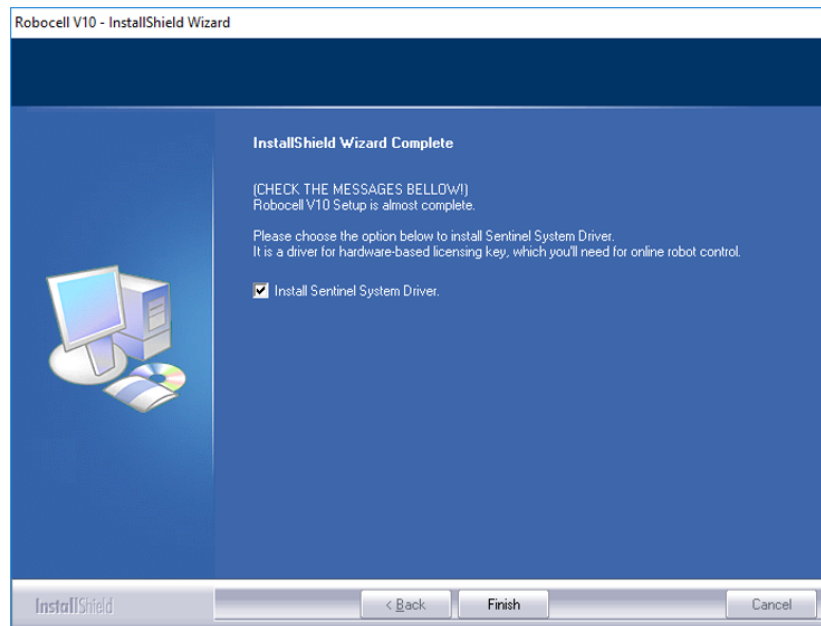 Robocell V10 - InstallShield Wizard
InstallShield Wizard Complete
(CHECK THE MESSAGES BELLOW!)
Robocell V10 Setup is almost complete.
Please choose the option below to install Sentinel System Driver.
It is a driver for hardware-based licensing key, which you'll need for online robot control.
Install Sentinel System Driver.
InstallShield
< Back
Finish
Cancel